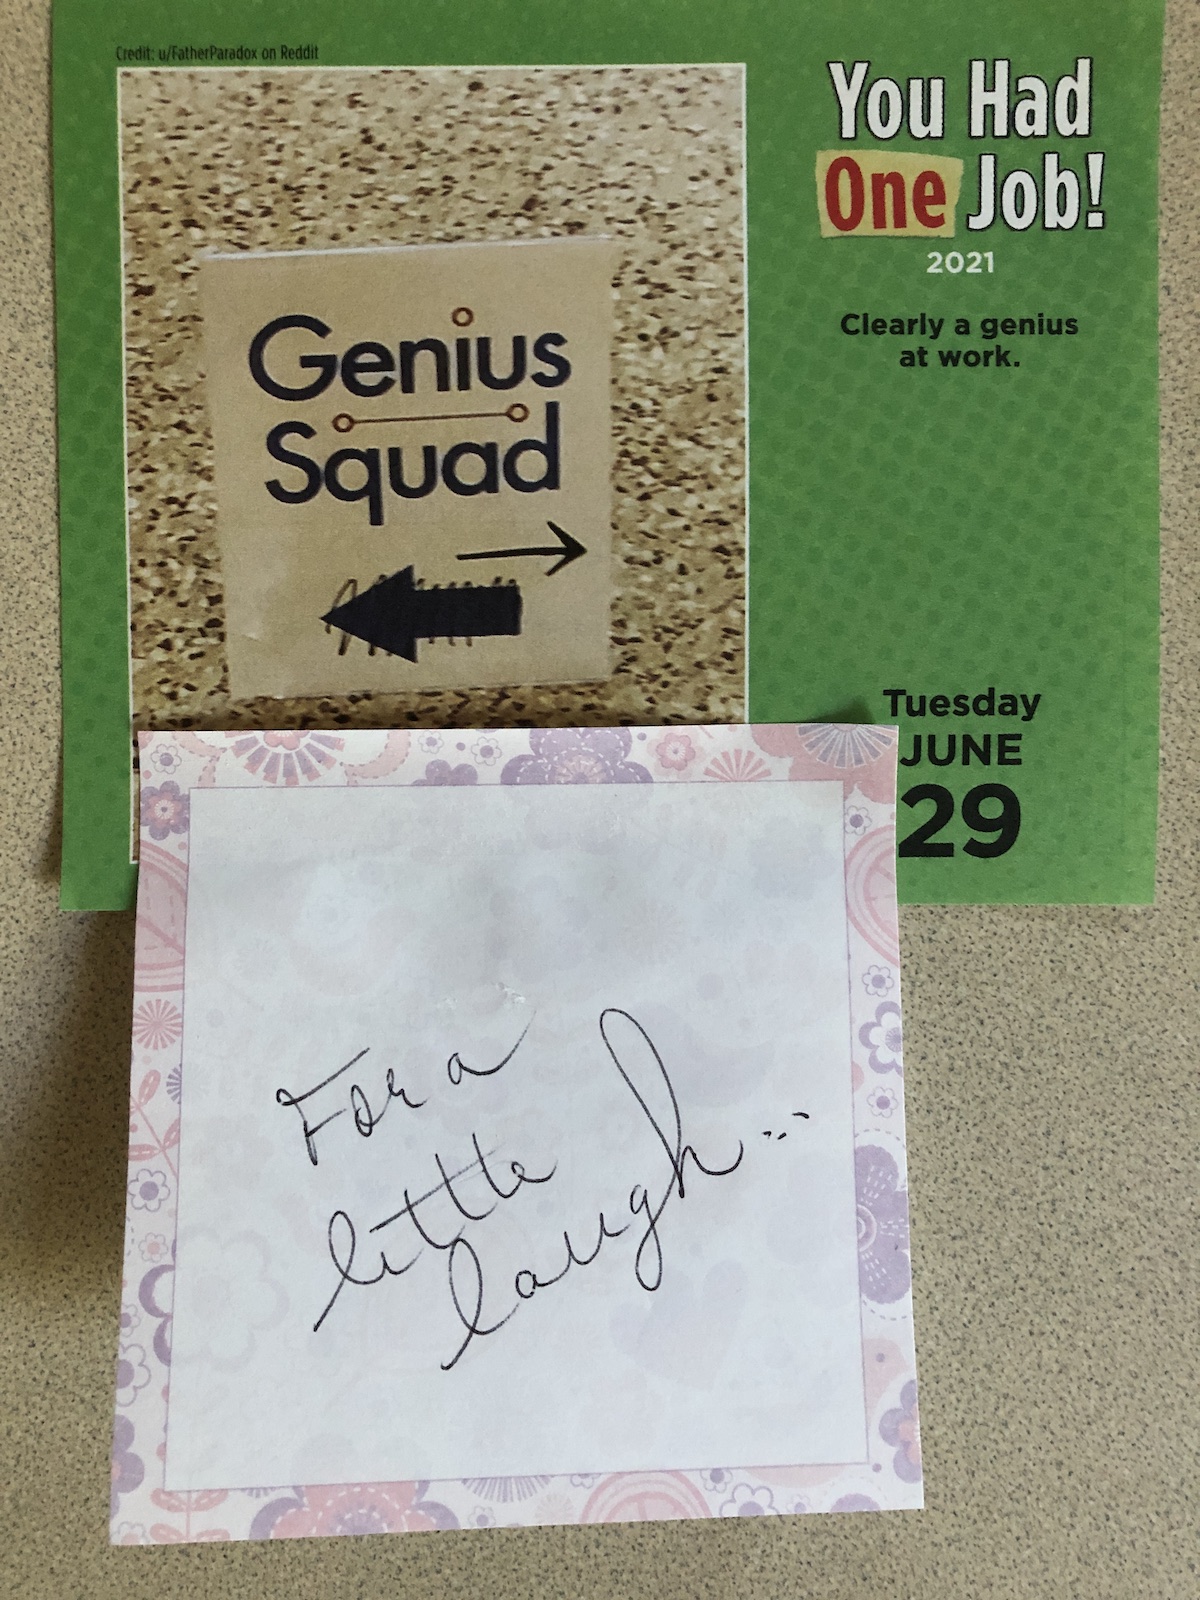 Credit: u/FatherParadox on Reddit
You Had
One Job!
2021
Clearly a genius
at work.
Genius
Squad
Tuesday
JUNE
29
For a
little
laugh...